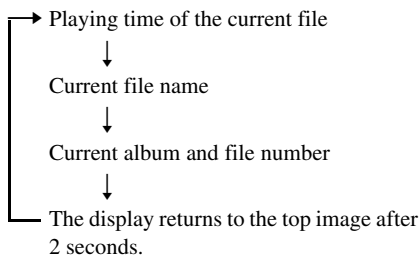 Playing time of the current file
Current file name
Current album and file number
The display returns to the top image after
2 seconds.